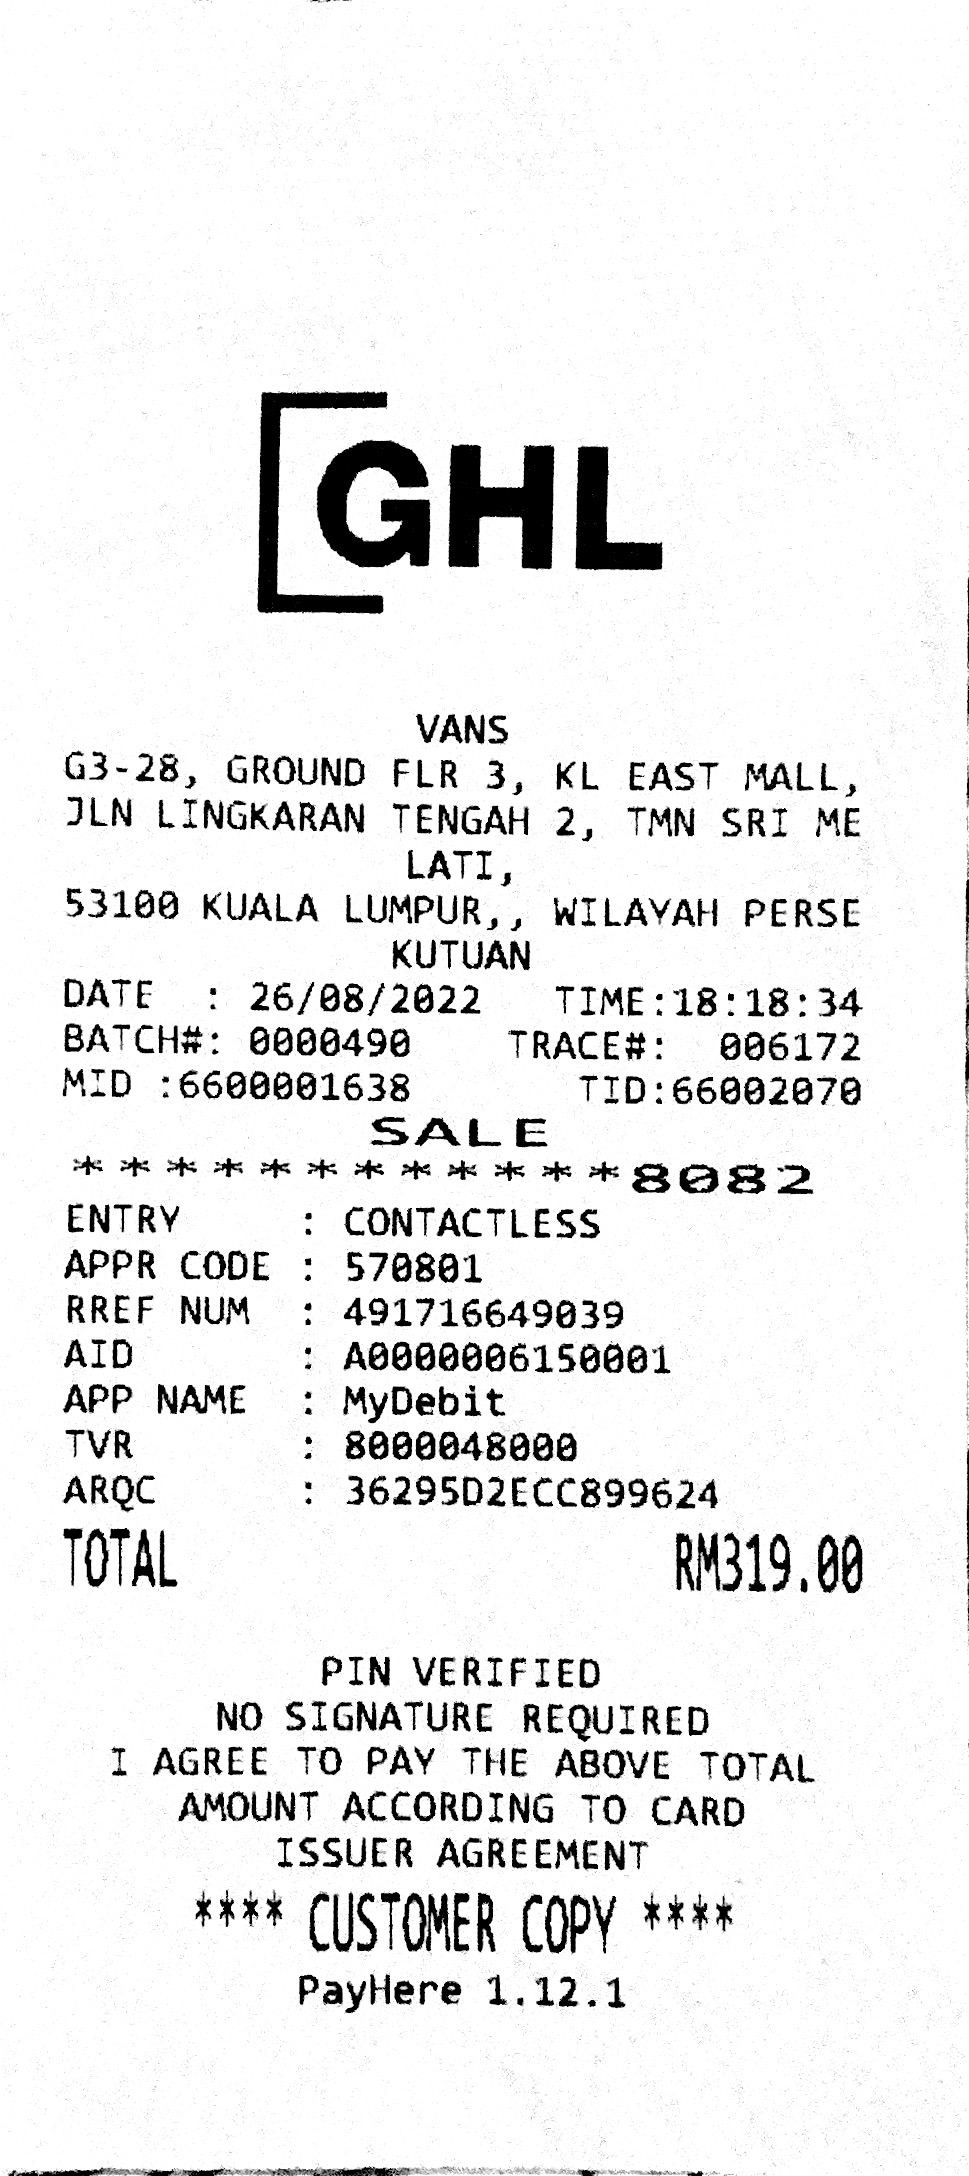 GHL
VANS
G3-28, GROUND FLR 3, KL EAST MALL,
JLN LINGKARAN TENGAH 2, TMN SRI ME
LATI,
53100 KUALA LUMPUR,, WILAYAH PERSE
KUTUAN
DATE : 26/08/2022 TIME:18:18:34
BATCH#: 0000490 TRACE#: 006172
MID :6600001638 TID:66002070
SALE
************8082
ENTRY : CONTACTLESS
APPR CODE : 570801
RREF NUM : 491716649039
AID : A0000006150001
APP NAME : MyDebit
TVR : 8000048000
ARQC : 36295D2ECC899624
TOTAL RM319.00
PIN VERIFIED
NO SIGNATURE REQUIRED
I AGREE TO PAY THE ABOVE TOTAL
AMOUNT ACCORDING TO CARD
ISSUER AGREEMENT
**** CUSTOMER COPY ****
PayHere 1.12.1